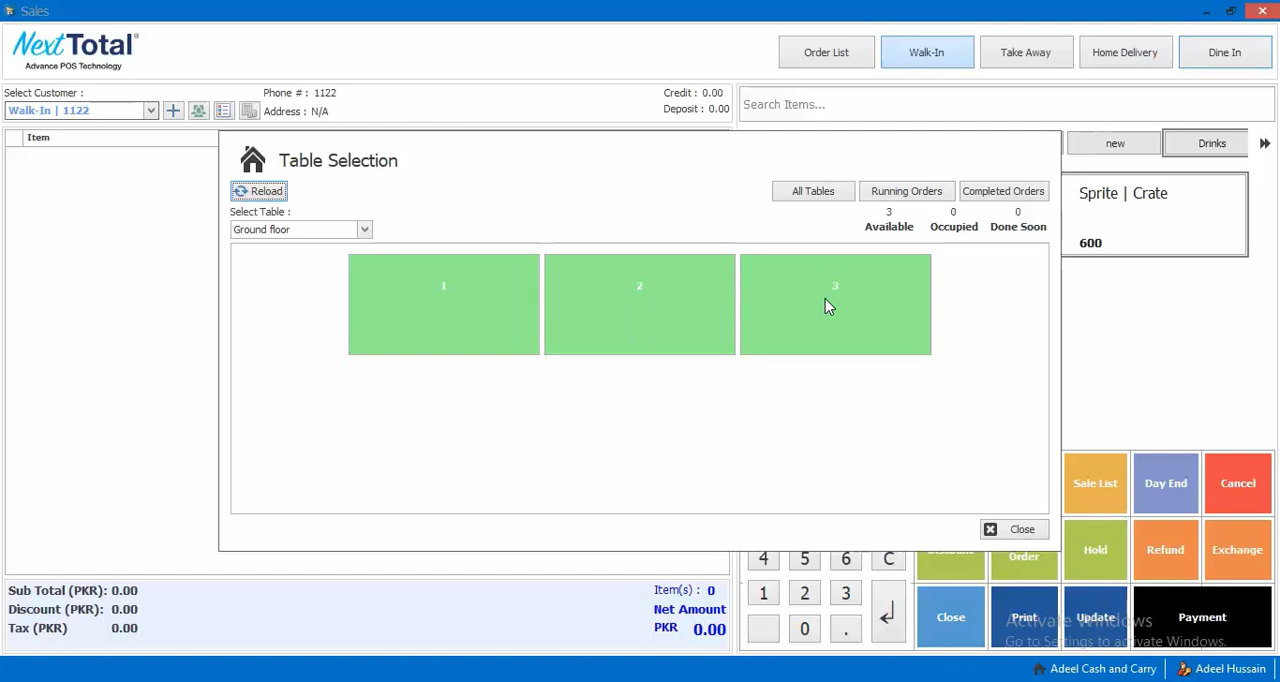 Sales
NextTotal
Advance POS Technology
Order List
Walk-In
Take Away
Home Delivery
Dine In
Select Customer :
Walk-In | 1122
Phone # : 1122
Address : N/A
Credit : 0.00
Deposit : 0.00
Search Items...
Item
new
Drinks
Sprite | Crate
600
Table Selection
Reload
All Tables
Running Orders
Completed Orders
Select Table :
Ground floor
3
Available
0
Occupied
0
Done Soon
1
2
3
Close
Sale List
Day End
Cancel
Order
Hold
Refund
Exchange
4
5
6
C
1
2
3
0
.
Close
Print
Update
Payment
Sub Total (PKR): 0.00
Discount (PKR): 0.00
Tax (PKR) 0.00
Item(s) : 0
Net Amount
PKR 0.00
Activate Windows
Go to Settings to activate Windows.
Adeel Cash and Carry
Adeel Hussain